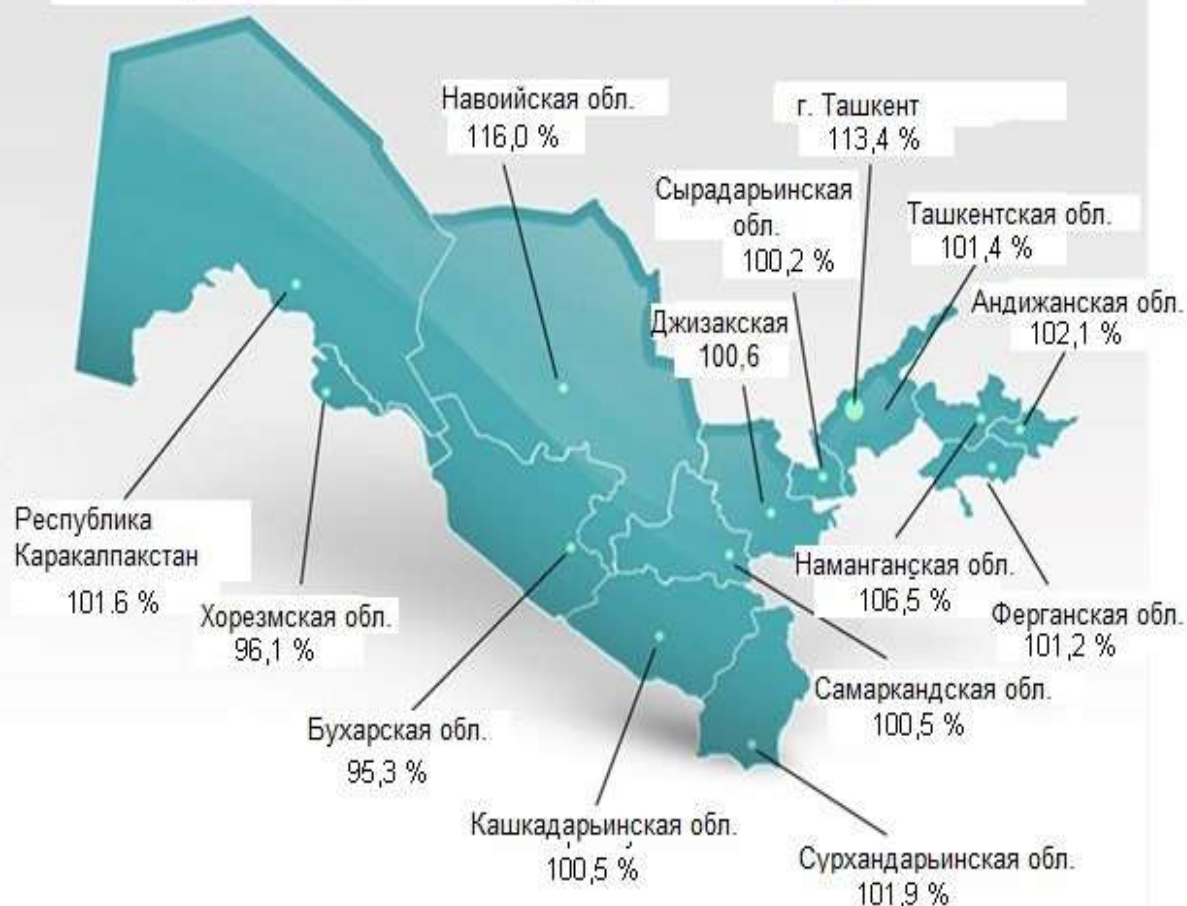 Навоийская обл.
116,0 %
г. Ташкент
113,4 %
Сырадарьинская
обл.
100,2 %
Ташкентская обл.
101,4 %
Андижанская обл.
102,1 %
Джизакская
100,6
Республика
Каракалпакстан
101.6 %
Хорезмская обл.
96,1 %
Бухарская обл.
95,3 %
Кашкадарьинская обл.
100,5 %
Наманганская обл.
106,5 %
Ферганская обл.
101,2 %
Самаркандская обл.
100,5 %
Сурхандарьинская обл.
101,9 %